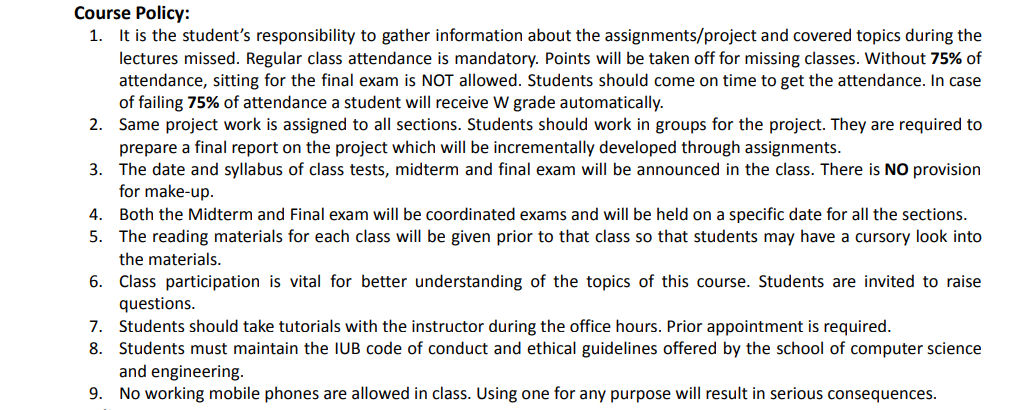 Course Policy:
1. It is the student’s responsibility to gather information about the assignments/project and covered topics during the
lectures missed. Regular class attendance is mandatory. Points will be taken off for missing classes. Without 75% of
attendance, sitting for the final exam is NOT allowed. Students should come on time to get the attendance. In case
of failing 75% of attendance a student will receive W grade automatically.
2. Same project work is assigned to all sections. Students should work in groups for the project. They are required to
prepare a final report on the project which will be incrementally developed through assignments.
3. The date and syllabus of class tests, midterm and final exam will be announced in the class. There is NO provision
for make-up.
4. Both the Midterm and Final exam will be coordinated exams and will be held on a specific date for all the sections.
5. The reading materials for each class will be given prior to that class so that students may have a cursory look into
the materials.
6. Class participation is vital for better understanding of the topics of this course. Students are invited to raise
questions.
7. Students should take tutorials with the instructor during the office hours. Prior appointment is required.
8. Students must maintain the IUB code of conduct and ethical guidelines offered by the school of computer science
and engineering.
9. No working mobile phones are allowed in class. Using one for any purpose will result in serious consequences.